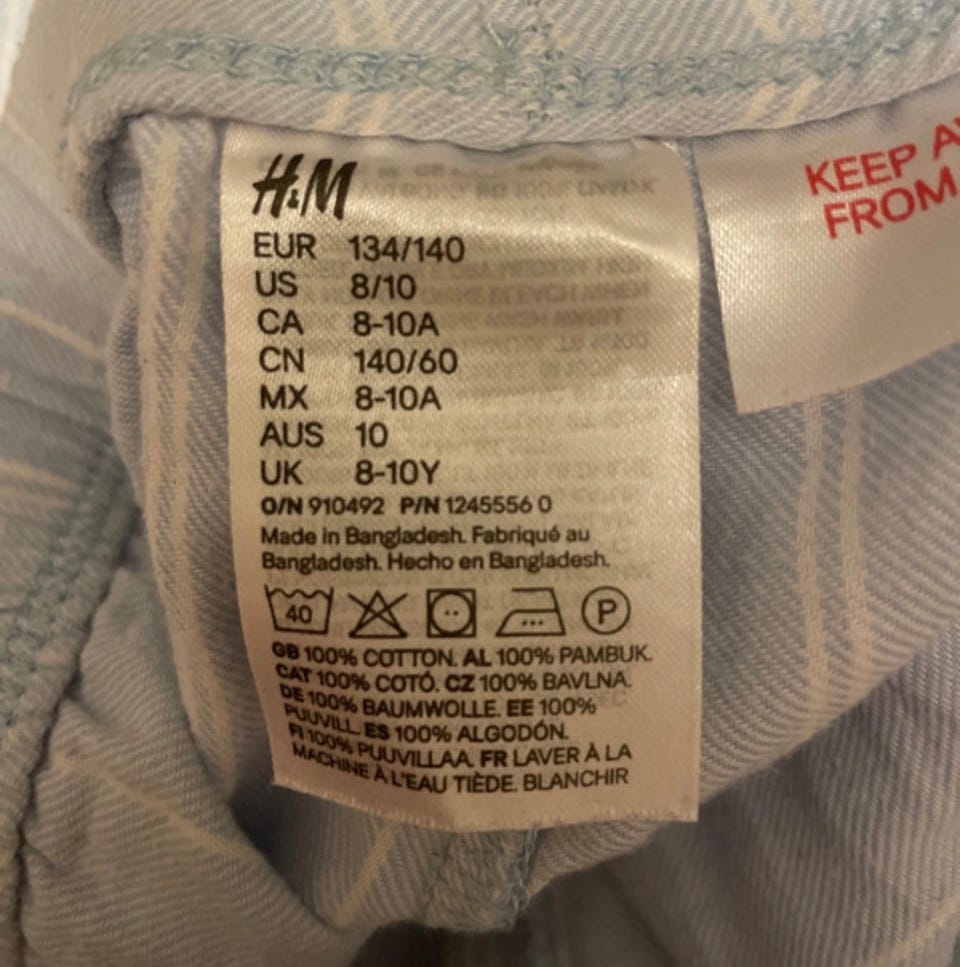 H&M
EUR 134/140
US 8/10
CA 8-10A
CN 140/60
MX 8-10A
AUS 10
UK 8-10Y
O/N 910492 P/N 1245556 0
Made in Bangladesh. Fabriqué au
Bangladesh. Hecho en Bangladesh.
40 P
GB 100% COTTON. AL 100% PAMBUK.
CAT 100% COTÓ. CZ 100% BAVLNA.
DE 100% BAUMWOLLE. EE 100%
PUUVILL. ES 100% ALGODÓN.
FI 100% PUUVILLAA. FR LAVER À LA
MACHINE À L'EAU TIÈDE. BLANCHIR
KEEP
FROM